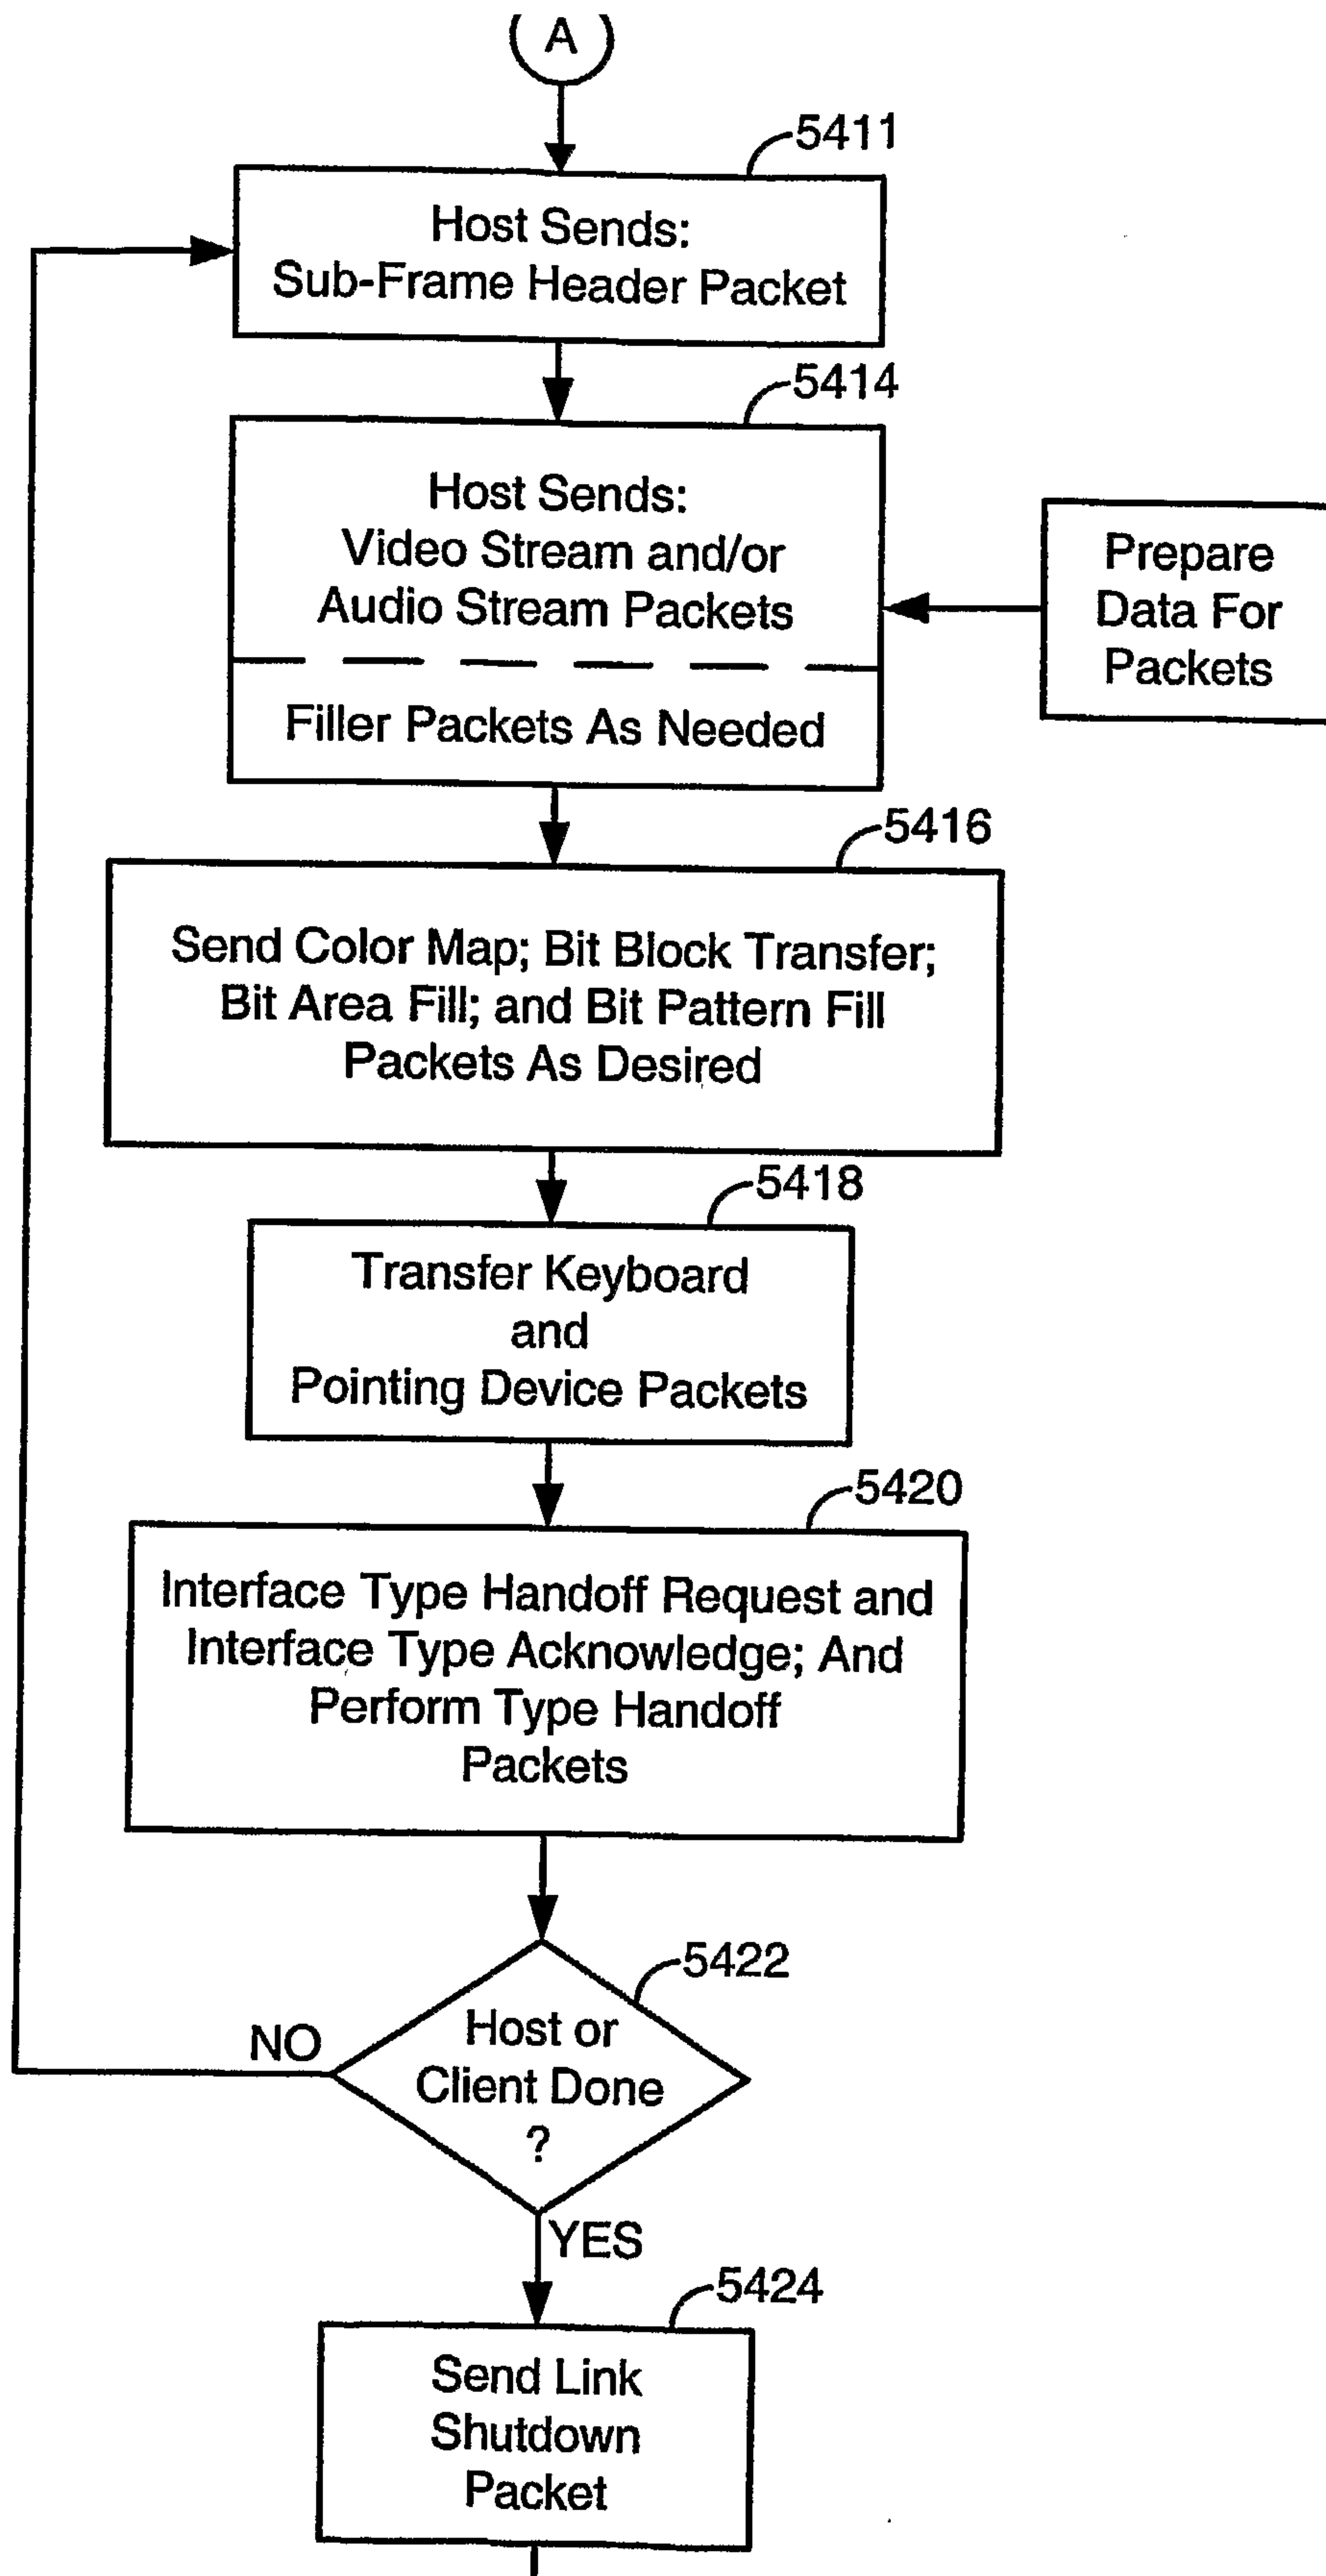 A
5411
Host Sends:
Sub-Frame Header Packet
5414
Host Sends:
Video Stream and/or
Audio Stream Packets
Filler Packets As Needed
Prepare
Data For
Packets
5416
Send Color Map; Bit Block Transfer;
Bit Area Fill; and Bit Pattern Fill
Packets As Desired
5418
Transfer Keyboard
and
Pointing Device Packets
5420
Interface Type Handoff Request and
Interface Type Acknowledge; And
Perform Type Handoff
Packets
5422
Host or
Client Done
?
NO
YES
5424
Send Link
Shutdown
Packet